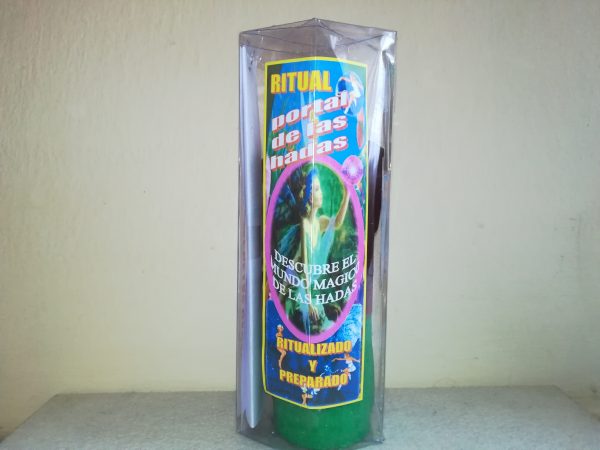 RITUAL
portal
de las
hadas
DESCUBRE EL
MUNDO MAGICO
DE LAS HADAS
RITUALIZADO
Y
PREPARADO